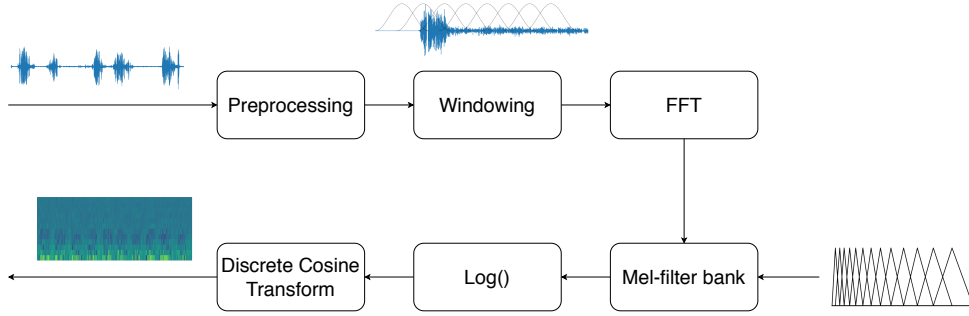 Preprocessing
Windowing
FFT
Discrete Cosine
Transform
Log()
Mel-filter bank